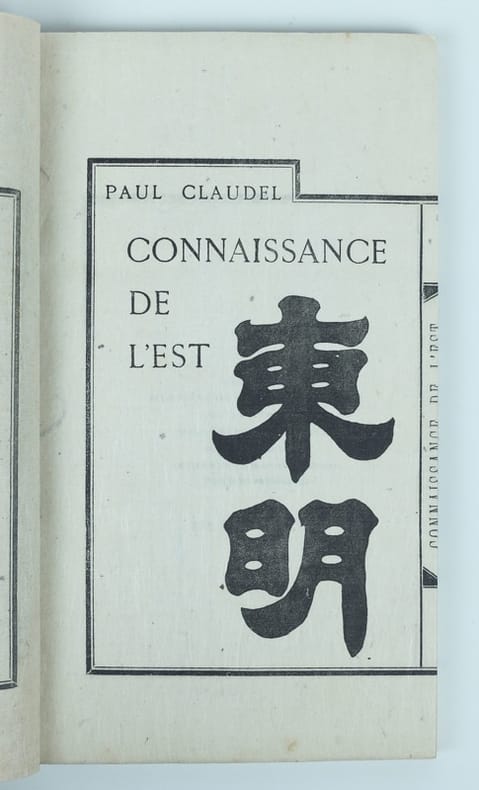 PAUL CLAUDEL
CONNAISSANCE
DE
L'EST
東
明
CONNAISSANCE DE L'EST